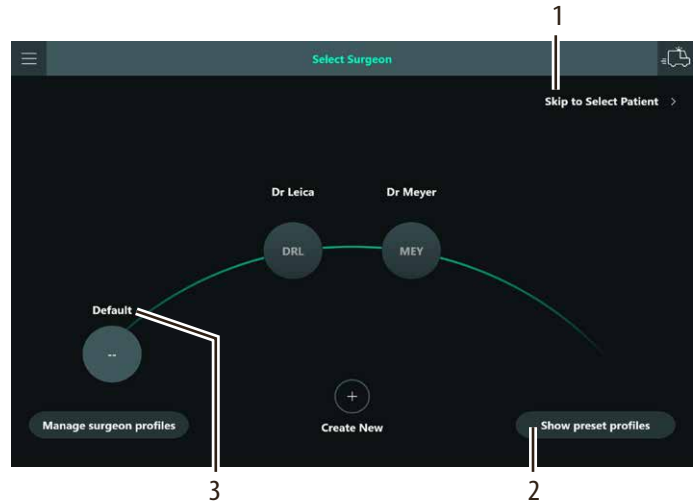 1
Select Surgeon
Skip to Select Patient >
Dr Leica
Dr Meyer
DRL
MEY
Default
--
+
Create New
Manage surgeon profiles
Show preset profiles
3
2